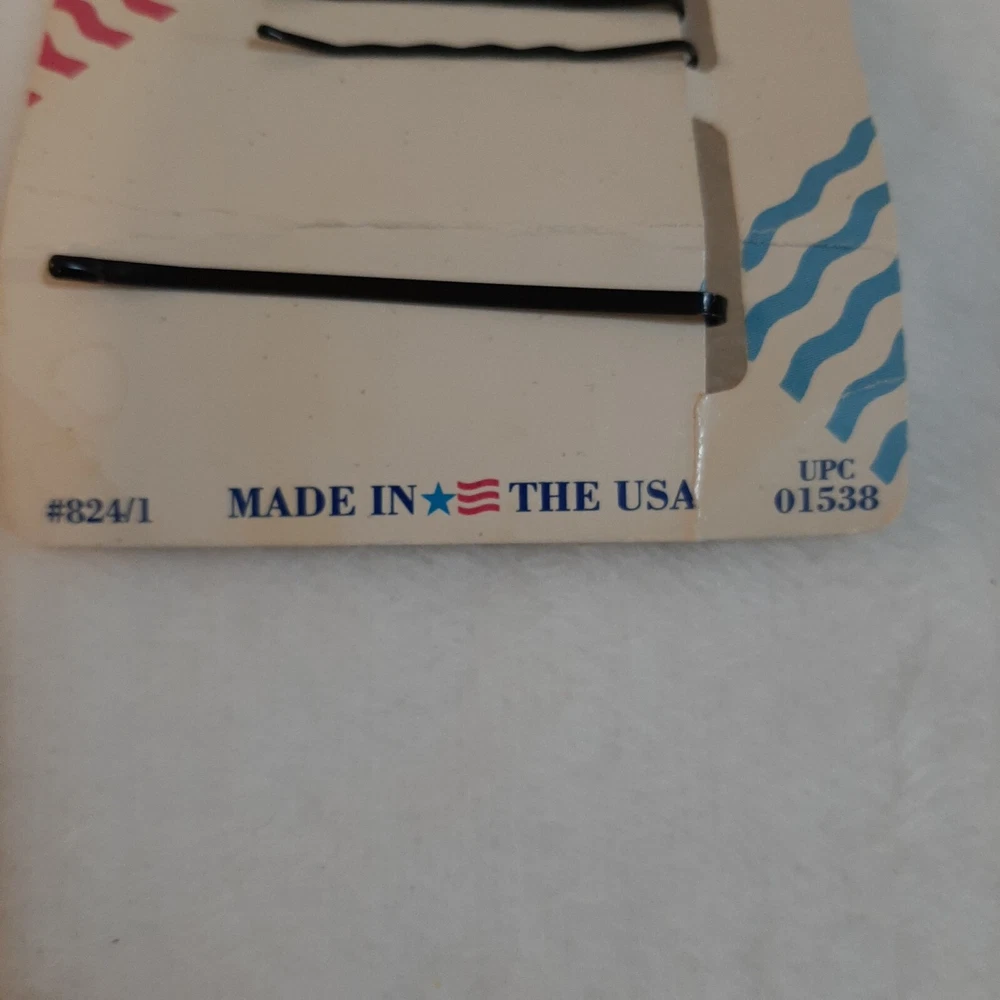 #824/1
MADE IN THE USA
UPC
01538